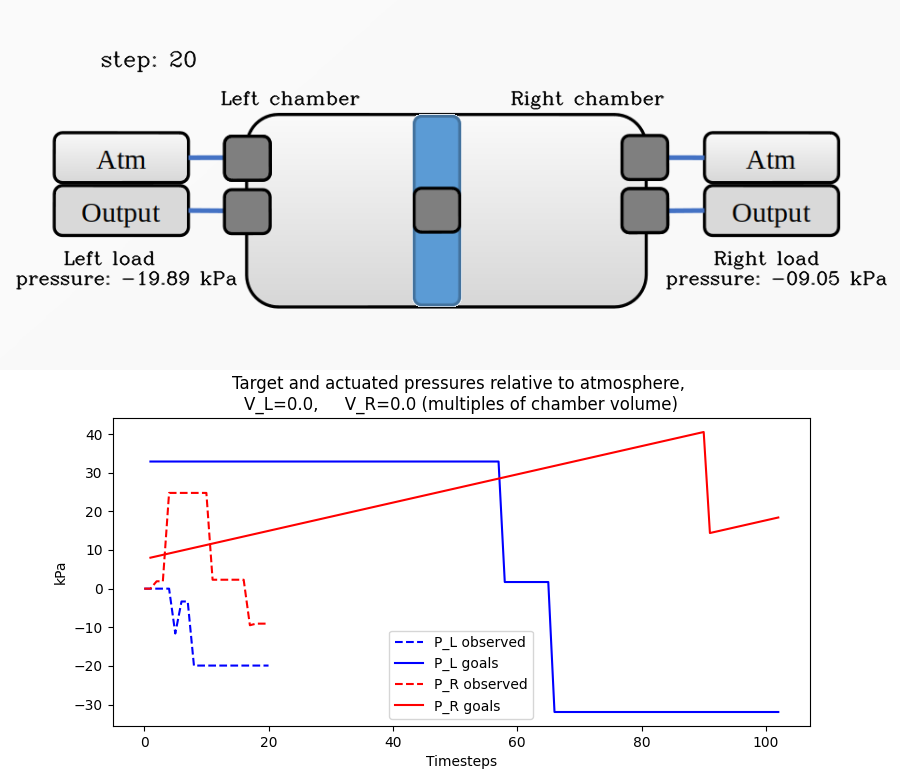 step: 20
Left chamber
Right chamber
Atm
Atm
Output
Output
Left load
pressure: -19.89 kPa
Right load
pressure: -09.05 kPa
Target and actuated pressures relative to atmosphere,
V_L=0.0, V_R=0.0 (multiples of chamber volume)
40
30
20
10
0
−10
−20
−30
kPa
P_L observed
P_L goals
P_R observed
P_R goals
0 20 40 60 80 100
Timesteps